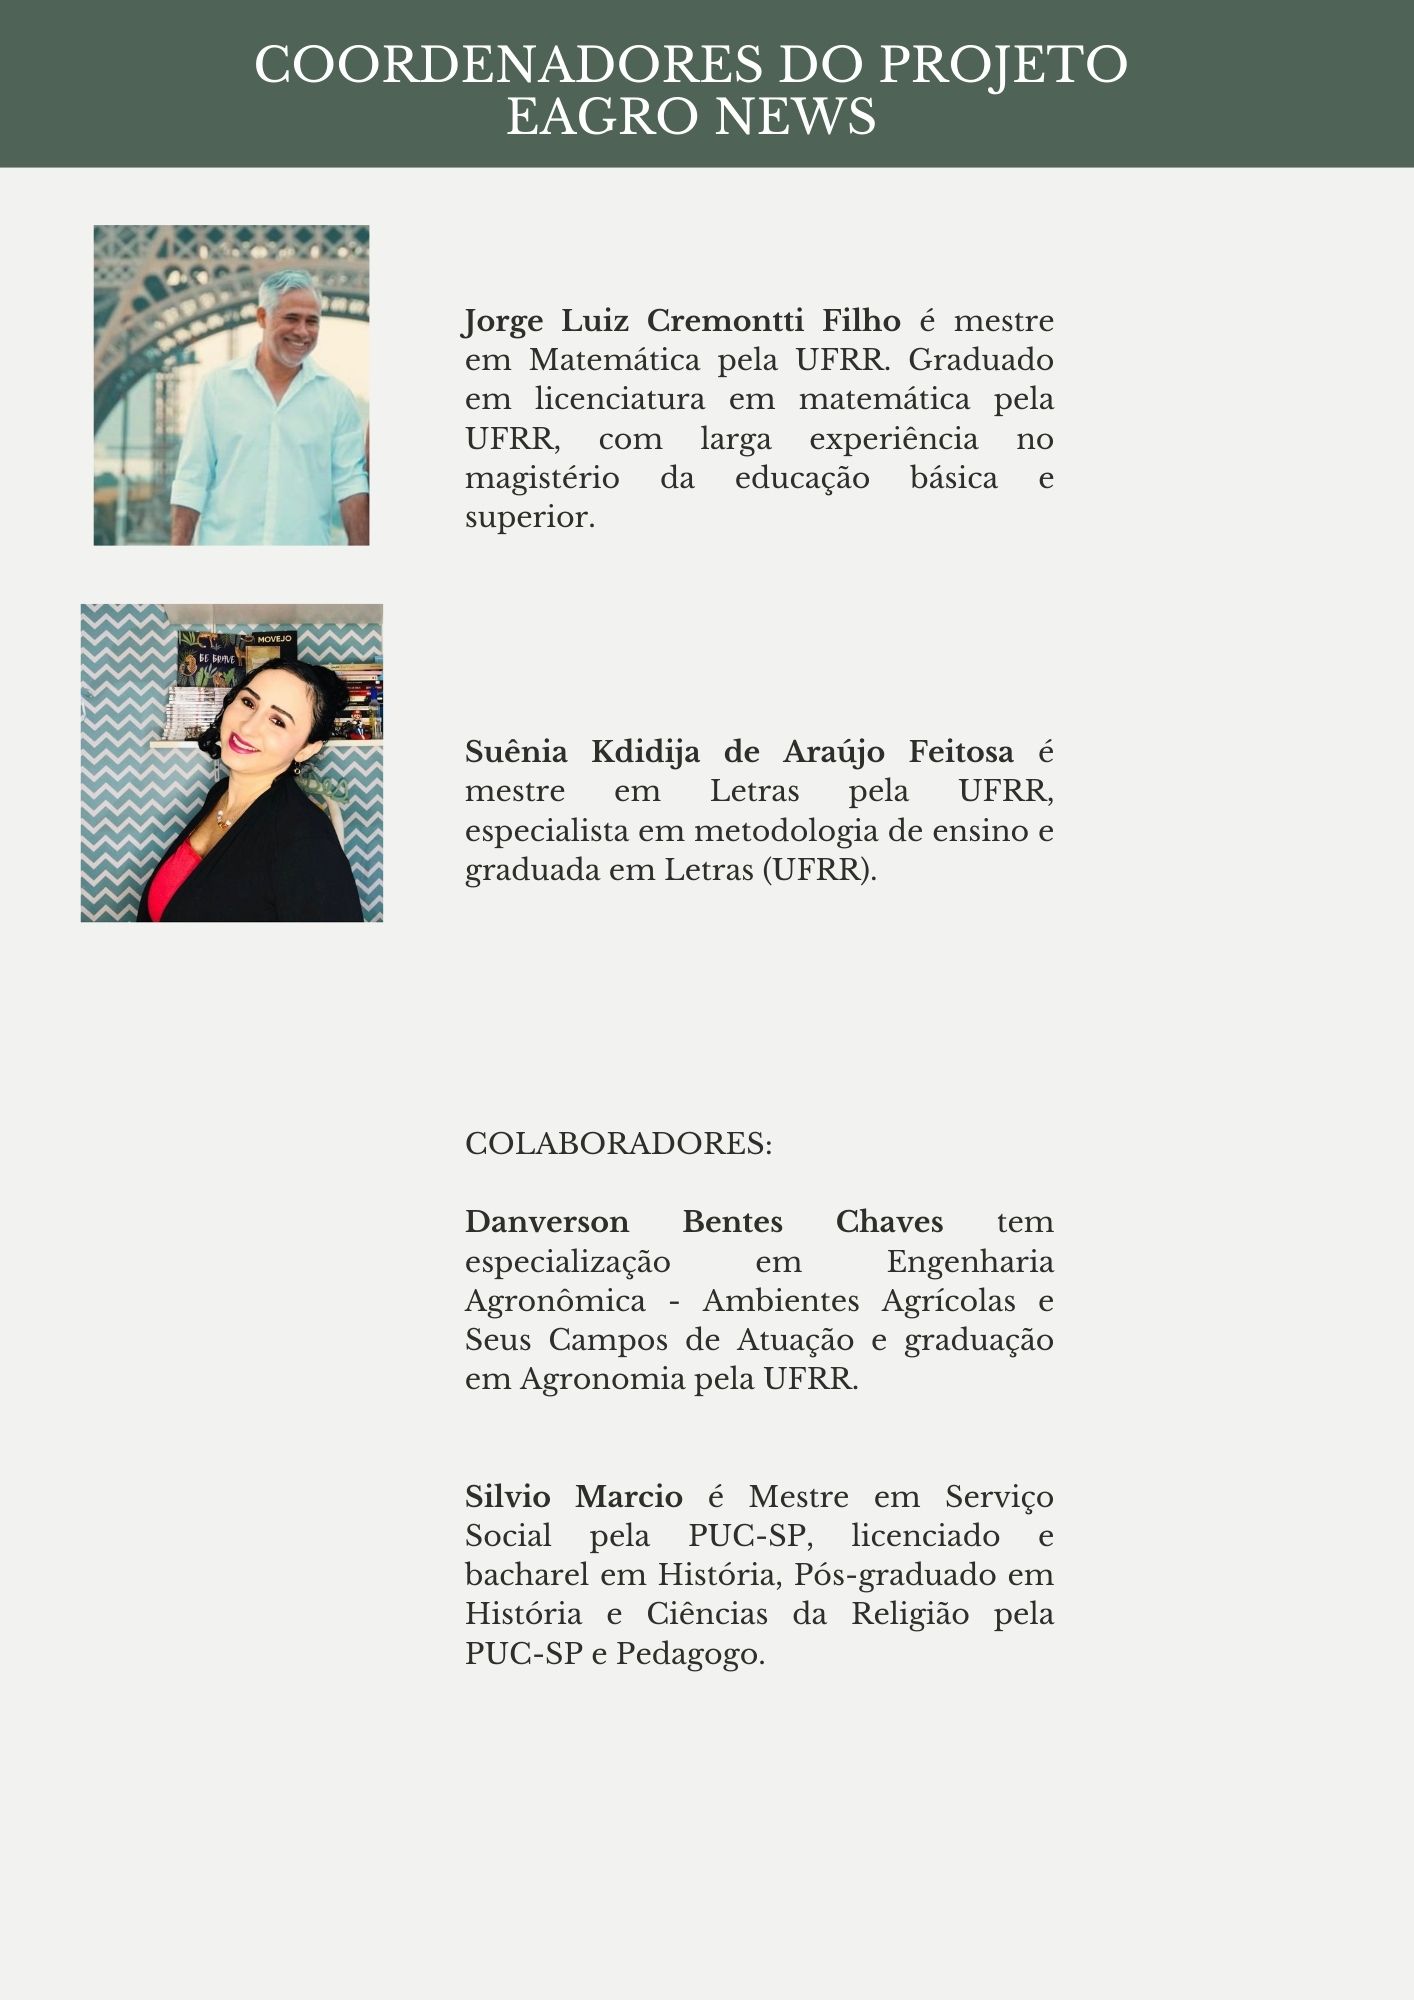 COORDENADORES DO PROJETO
EAGRO NEWS
Jorge Luiz Cremontti Filho é mestre
em Matemática pela UFRR. Graduado
em licenciatura em matemática pela
UFRR, com larga experiência no
magistério da educação básica e
superior.
MOVEJO
BE BRAVE
Suênia Kdidija de Araújo Feitosa é
mestre em Letras pela UFRR,
especialista em metodologia de ensino e
graduada em Letras (UFRR).
COLABORADORES:
Danverson Bentes Chaves tem
especialização em Engenharia
Agronômica - Ambientes Agrícolas e
Seus Campos de Atuação e graduação
em Agronomia pela UFRR.
Silvio Marcio é Mestre em Serviço
Social pela PUC-SP, licenciado e
bacharel em História, Pós-graduado em
História e Ciências da Religião pela
PUC-SP e Pedagogo.